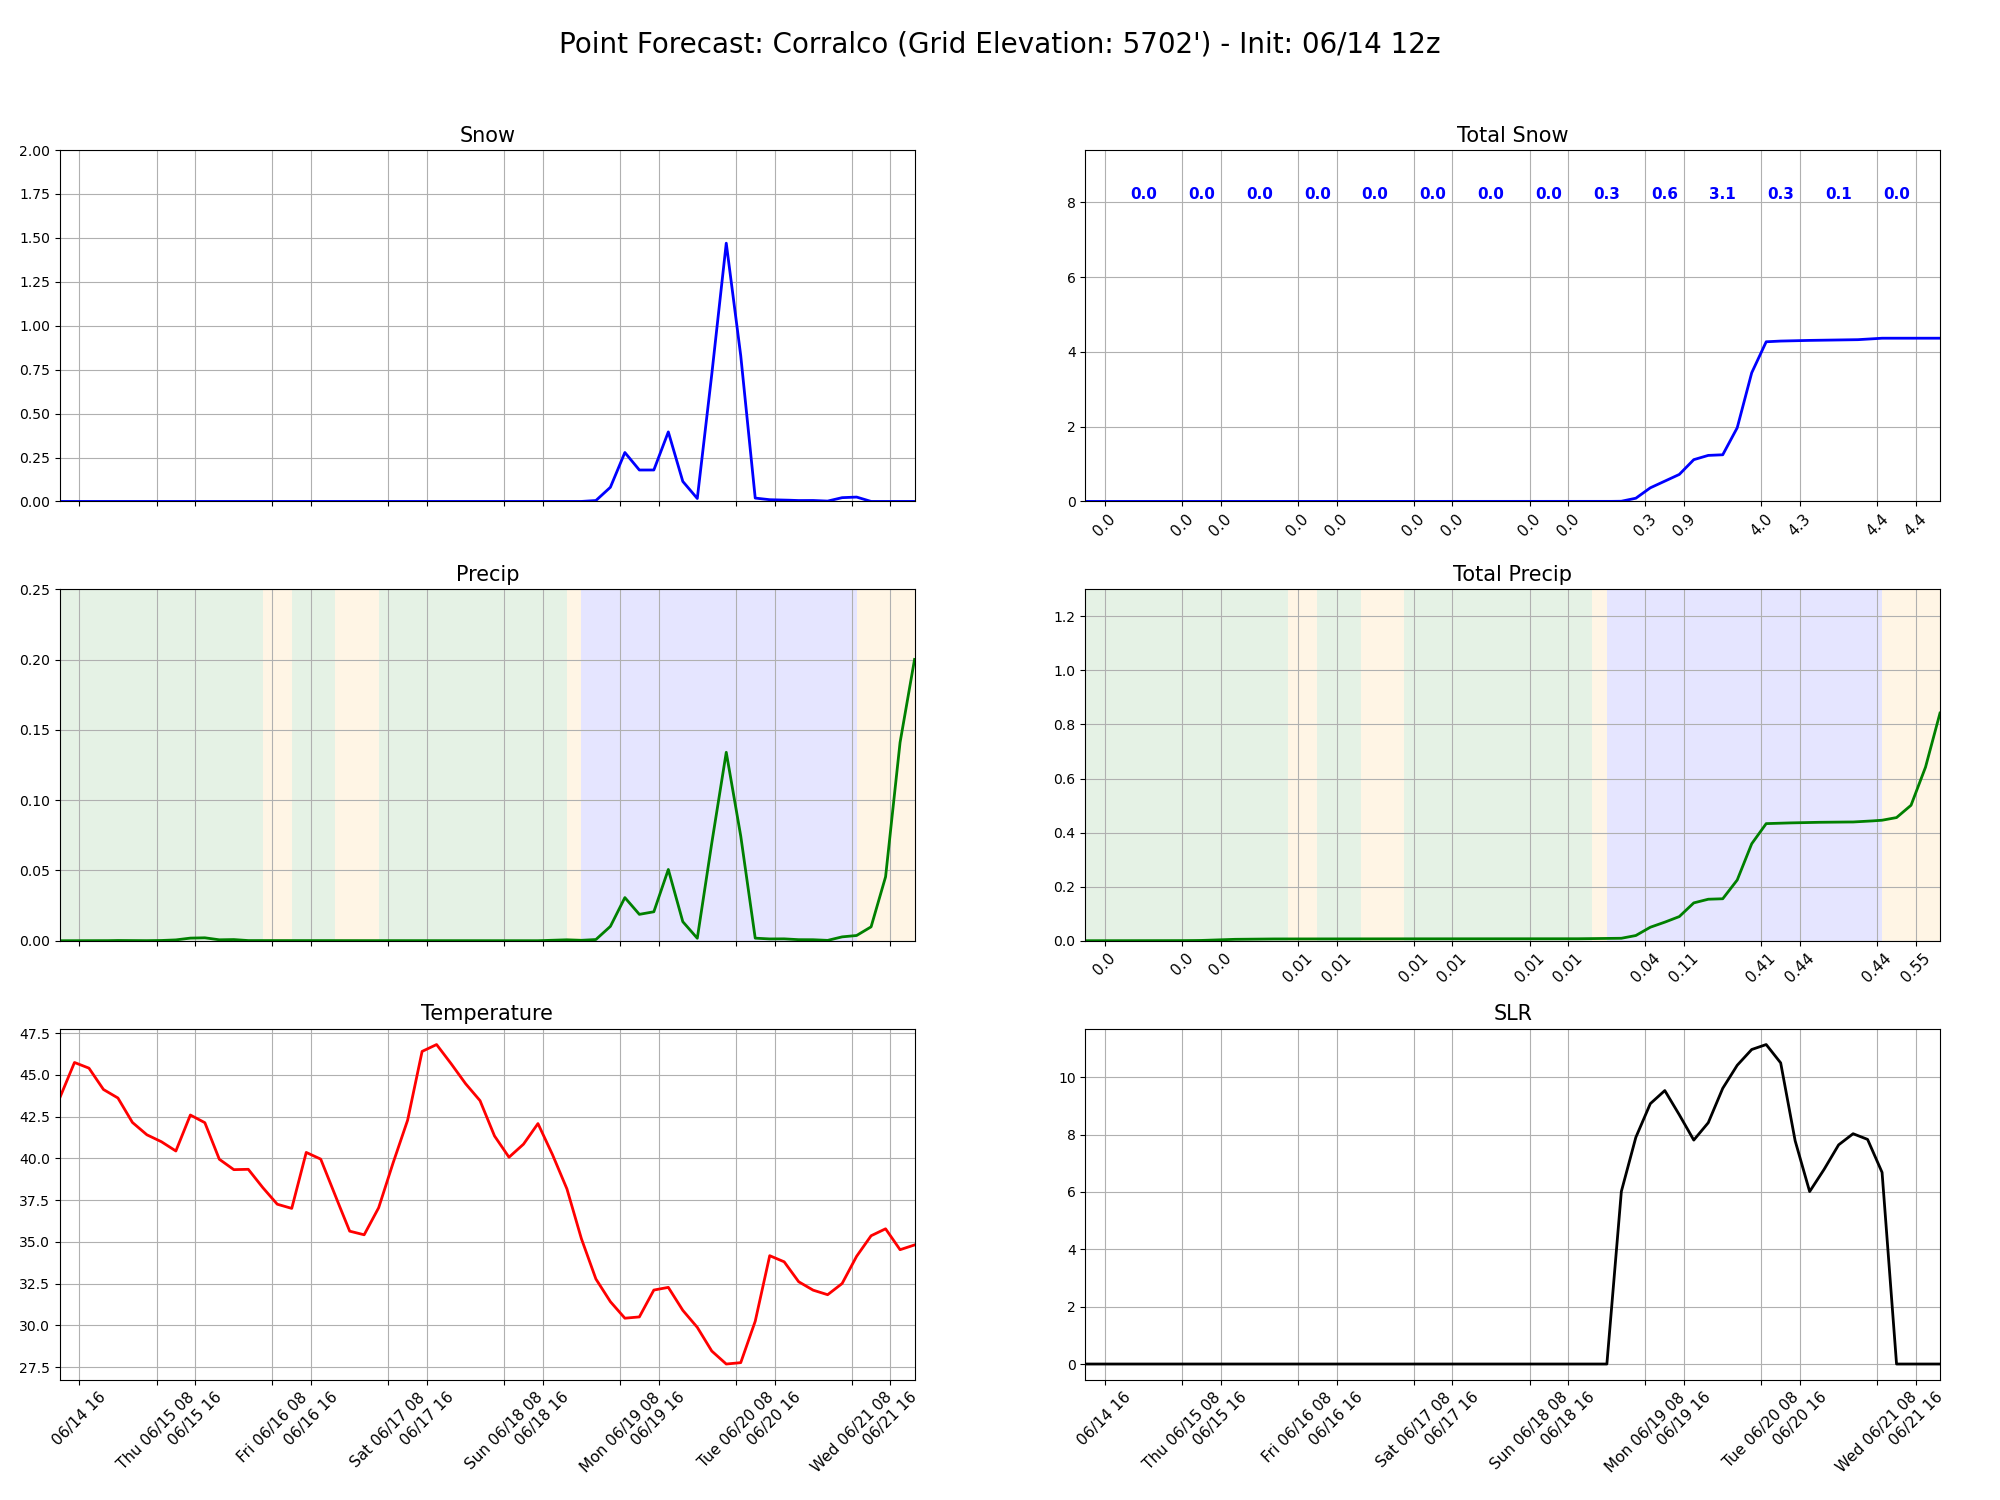 Point Forecast: Corralco (Grid Elevation: 5702') - Init: 06/14 12z
Snow
2.00
1.75
1.50
1.25
1.00
0.75
0.50
0.25
0.00
Total Snow
0.0 0.0 0.0 0.0 0.0 0.0 0.0 0.0 0.3 0.6 3.1 0.3 0.1 0.0
8
6
4
2
0
0.0 0.0 0.0 0.0 0.0 0.0 0.0 0.0 0.0 0.3 0.9 4.0 4.3 4.4 4.4
Precip
0.25
0.20
0.15
0.10
0.05
0.00
Total Precip
1.2
1.0
0.8
0.6
0.4
0.2
0.0
0.0 0.0 0.0 0.01 0.01 0.01 0.01 0.01 0.01 0.04 0.11 0.41 0.44 0.44 0.55
Temperature
47.5
45.0
42.5
40.0
37.5
35.0
32.5
30.0
27.5
06/14 16
Thu 06/15 08
06/15 16
Fri 06/16 08
06/16 16
Sat 06/17 08
06/17 16
Sun 06/18 08
06/18 16
Mon 06/19 08
06/19 16
Tue 06/20 08
06/20 16
Wed 06/21 08
06/21 16
SLR
10
8
6
4
2
0
06/14 16
Thu 06/15 08
06/15 16
Fri 06/16 08
06/16 16
Sat 06/17 08
06/17 16
Sun 06/18 08
06/18 16
Mon 06/19 08
06/19 16
Tue 06/20 08
06/20 16
Wed 06/21 08
06/21 16